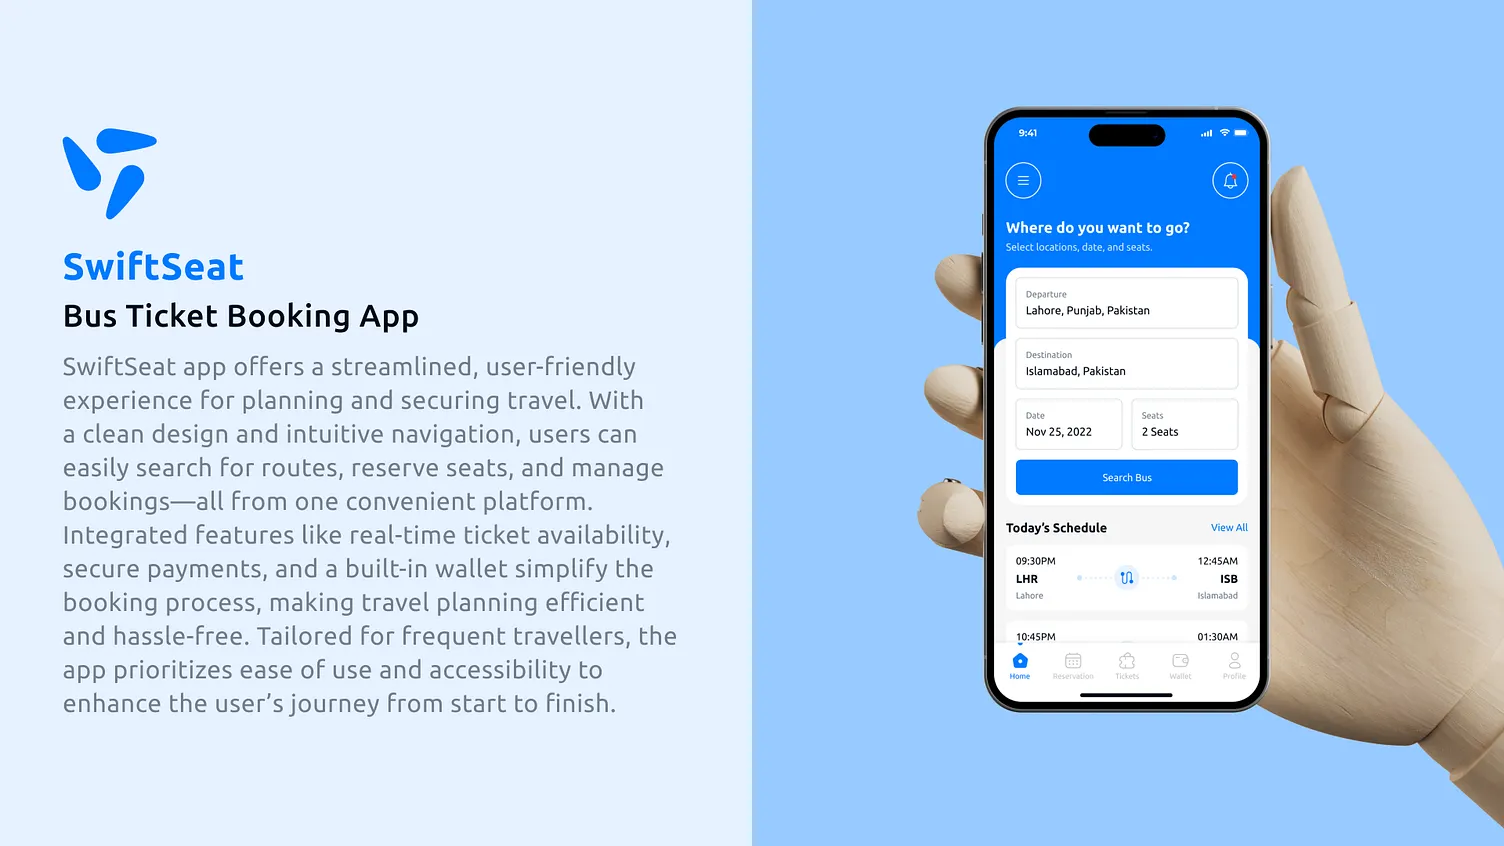 SwiftSeat
Bus Ticket Booking App
SwiftSeat app offers a streamlined, user-friendly
experience for planning and securing travel. With
a clean design and intuitive navigation, users can
easily search for routes, reserve seats, and manage
bookings—all from one convenient platform.
Integrated features like real-time ticket availability,
secure payments, and a built-in wallet simplify the
booking process, making travel planning efficient
and hassle-free. Tailored for frequent travellers, the
app prioritizes ease of use and accessibility to
enhance the user’s journey from start to finish.
9:41
Where do you want to go?
Select locations, date, and seats.
Departure
Lahore, Punjab, Pakistan
Destination
Islamabad, Pakistan
Date Seats
Nov 25, 2022 2 Seats
Search Bus
Today’s Schedule View All
09:30PM 12:45AM
LHR ISB
Lahore Islamabad
10:45PM 01:30AM
Home Reservation Tickets Wallet Profile